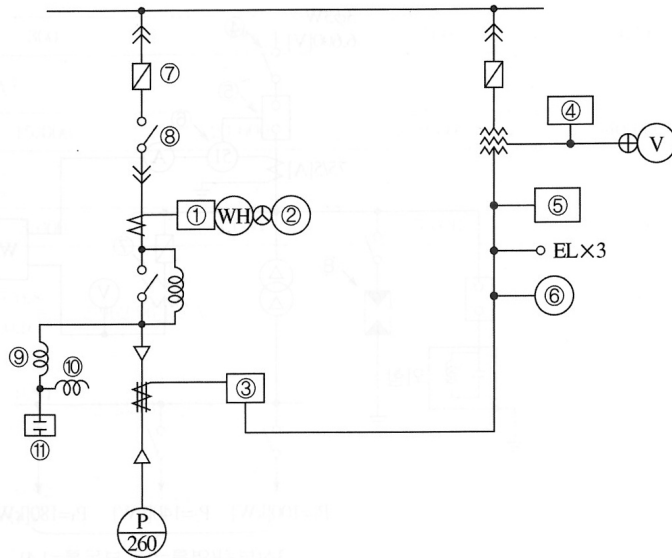 ⑦
④
V
⑧
① WH ②
⑤
EL×3
⑥
⑨
⑩
③
⑪
P
260